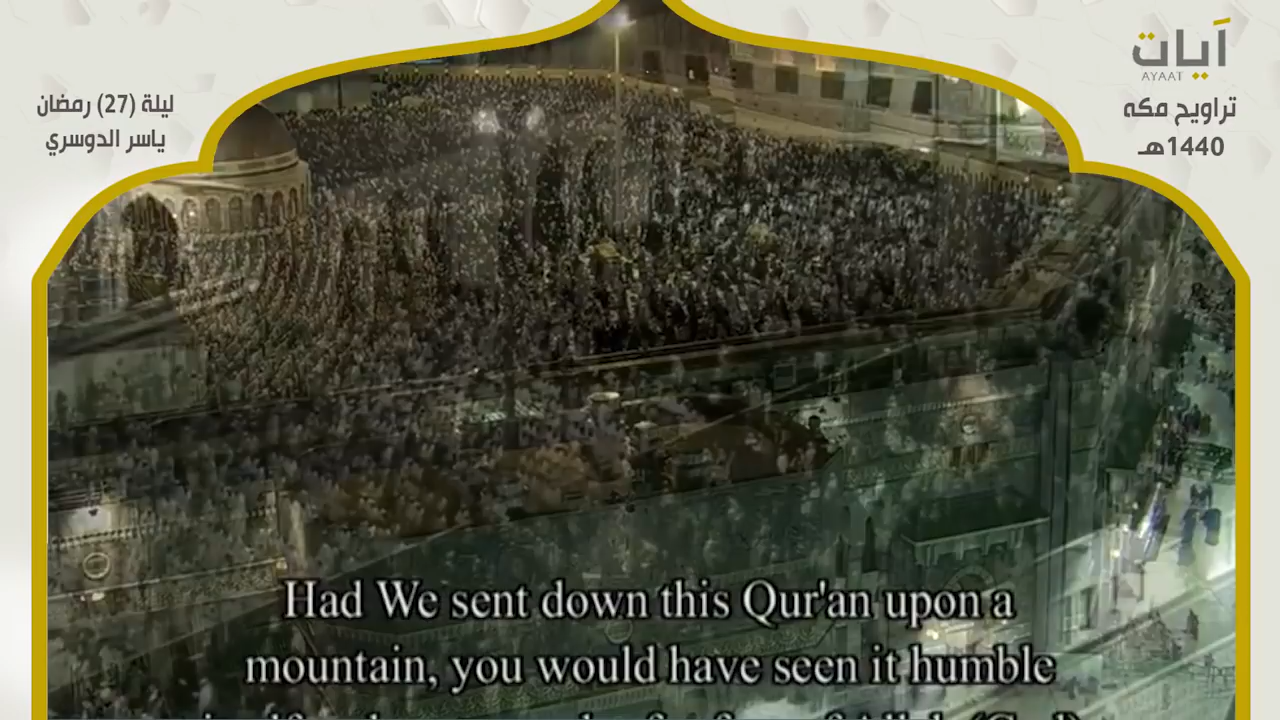 آيات
AYAAT
تراويح مكه
1440هـ
ليلة (27) رمضان
ياسر الدوسري
Had We sent down this Qur'an upon a
mountain, you would have seen it humble